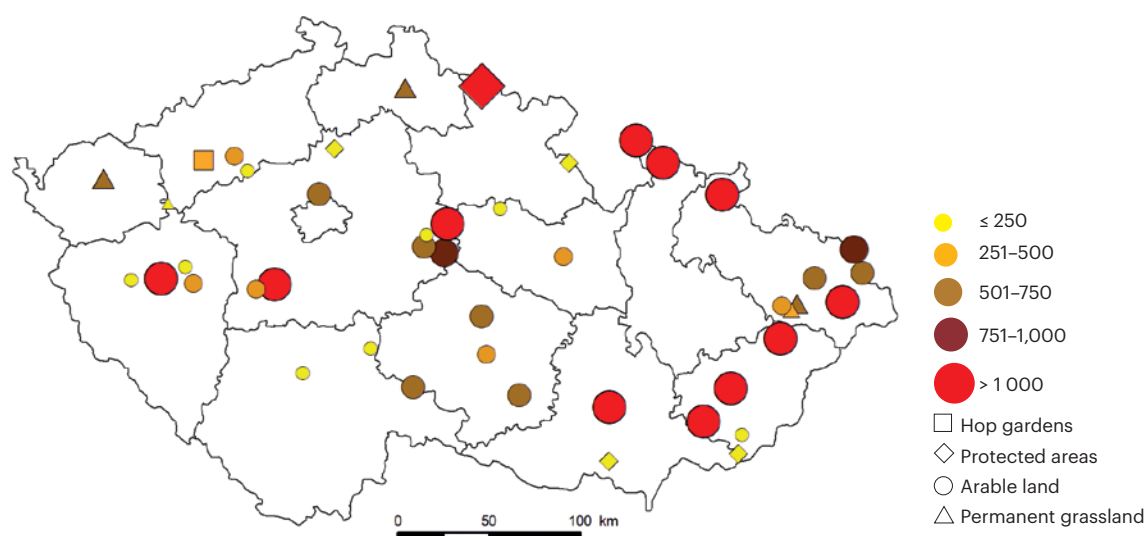 ≤ 250
251–500
501–750
751–1,000
> 1 000
Hop gardens
Protected areas
Arable land
Permanent grassland
0 50 100 km